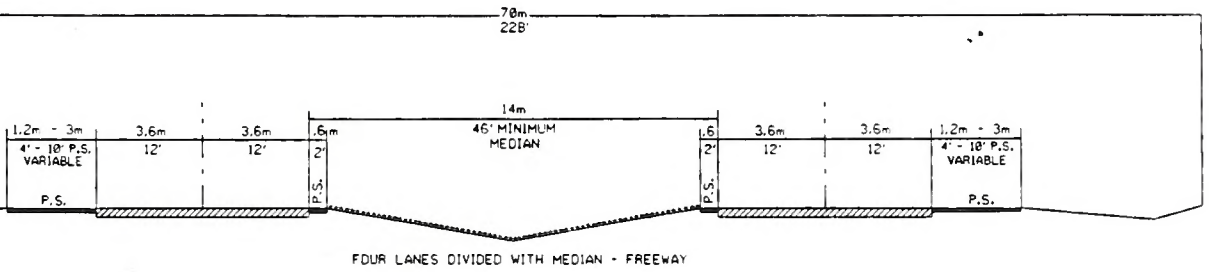 70m
228'
14m
46' MINIMUM
MEDIAN
1.2m - 3m
4' - 10' P.S.
VARIABLE
P.S.
3.6m
12'
3.6m
12'
.6m
2'
P.S.
.6
2'
P.S.
3.6m
12'
3.6m
12'
1.2m - 3m
4' - 10' P.S.
VARIABLE
P.S.
FOUR LANES DIVIDED WITH MEDIAN - FREEWAY